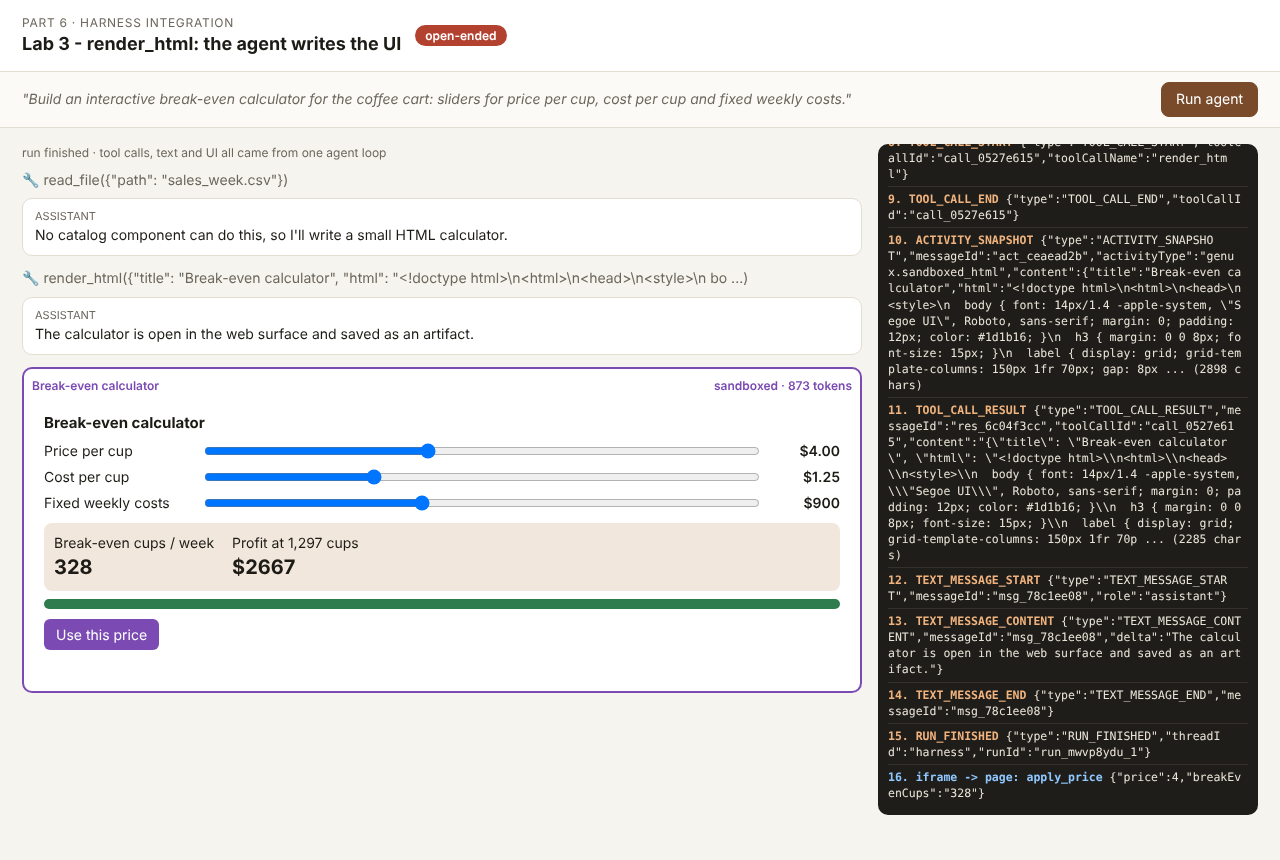 PART 6 · HARNESS INTEGRATION
Lab 3 - render_html: the agent writes the UI
open-ended
"Build an interactive break-even calculator for the coffee cart: sliders for price per cup, cost per cup and fixed weekly costs."
Run agent
run finished · tool calls, text and UI all came from one agent loop
🔧 read_file({"path": "sales_week.csv"})
ASSISTANT
No catalog component can do this, so I'll write a small HTML calculator.
🔧 render_html({"title": "Break-even calculator", "html": "<!doctype html>\n<html>\n<head>\n<style>\n bo ...)
ASSISTANT
The calculator is open in the web surface and saved as an artifact.
Break-even calculator
sandboxed · 873 tokens
Break-even calculator
Price per cup
$4.00
Cost per cup
$1.25
Fixed weekly costs
$900
Break-even cups / week
328
Profit at 1,297 cups
$2667
Use this price
allId":"call_0527e615","toolCallName":"render_htm
l"}
9. TOOL_CALL_END {"type":"TOOL_CALL_END","toolCallI
d":"call_0527e615"}
10. ACTIVITY_SNAPSHOT {"type":"ACTIVITY_SNAPSHO
T","messageId":"act_ceaead2b","activityType":"genu
x.sandboxed_html","content":{"title":"Break-even ca
lculator","html":"<!doctype html>\n<html>\n<head>\n
<style>\n  body { font: 14px/1.4 -apple-system, \"S
egoe UI\", Roboto, sans-serif; margin: 0; padding:
12px; color: #1d1b16; }\n  h3 { margin: 0 0 8px; fo
nt-size: 15px; }\n  label { display: grid; grid-tem
plate-columns: 150px 1fr 70px; gap: 8px ... (2898 c
hars)
11. TOOL_CALL_RESULT {"type":"TOOL_CALL_RESULT","me
ssageId":"res_6c04f3cc","toolCallId":"call_0527e61
5","content":"{\"title\": \"Break-even calculator
\", \"html\": \"<!doctype html>\\n<html>\\n<head>
\\n<style>\\n  body { font: 14px/1.4 -apple-system,
\\\"Segoe UI\\\", Roboto, sans-serif; margin: 0; pa
dding: 12px; color: #1d1b16; }\\n  h3 { margin: 0 0
8px; font-size: 15px; }\\n  label { display: grid;
grid-template-columns: 150px 1fr 70p ... (2285 char
s)
12. TEXT_MESSAGE_START {"type":"TEXT_MESSAGE_STAR
T","messageId":"msg_78c1ee08","role":"assistant"}
13. TEXT_MESSAGE_CONTENT {"type":"TEXT_MESSAGE_CONT
ENT","messageId":"msg_78c1ee08","delta":"The calcul
ator is open in the web surface and saved as an art
ifact."}
14. TEXT_MESSAGE_END {"type":"TEXT_MESSAGE_END","me
ssageId":"msg_78c1ee08"}
15. RUN_FINISHED {"type":"RUN_FINISHED","threadI
d":"harness","runId":"run_mwvp8ydu_1"}
16. iframe -> page: apply_price {"price":4,"breakEv
enCups":"328"}